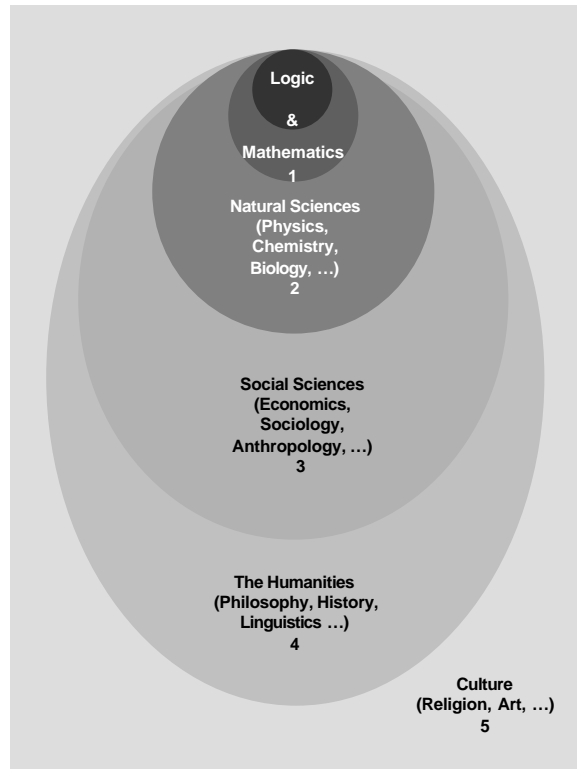 Logic
&
Mathematics
1
Natural Sciences
(Physics,
Chemistry,
Biology, …)
2
Social Sciences
(Economics,
Sociology,
Anthropology, …)
3
The Humanities
(Philosophy, History,
Linguistics …)
4
Culture
(Religion, Art, …)
5